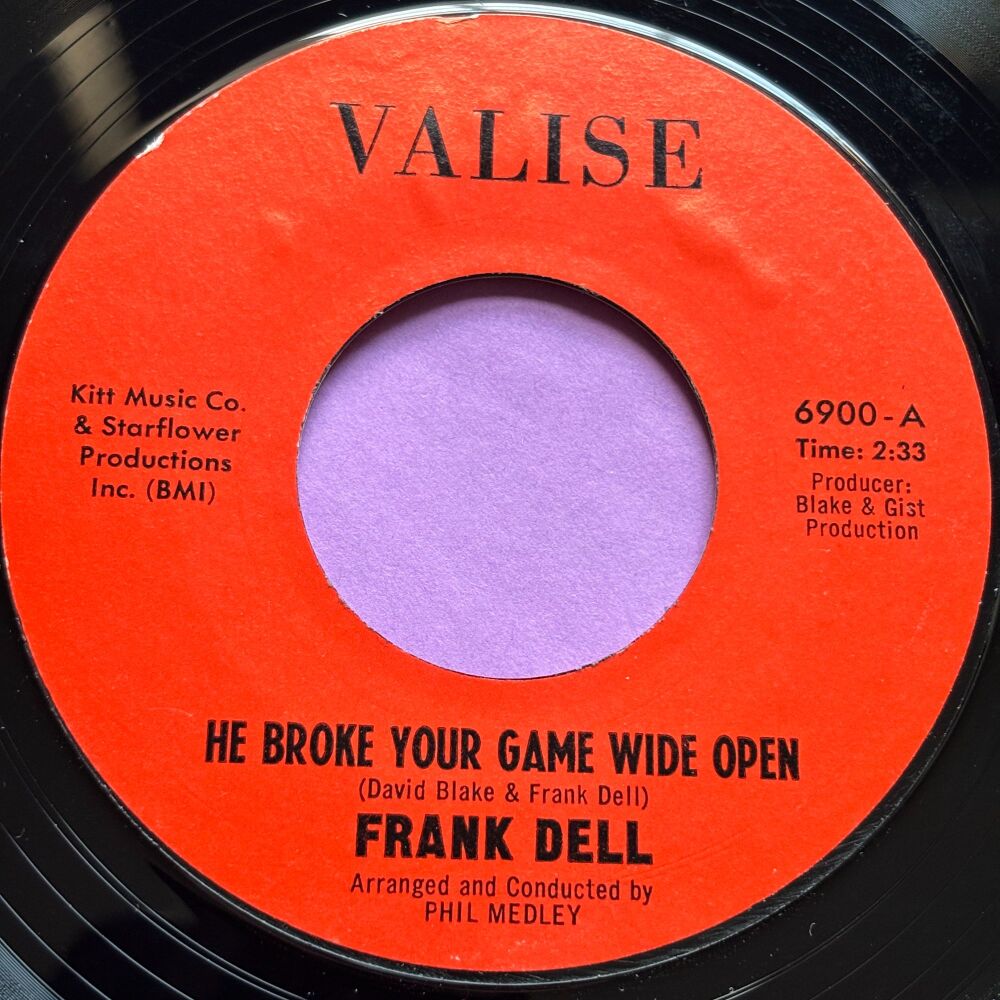 VALISE
Kitt Music Co.
& Starflower
Productions
Inc. (BMI)
6900-A
Time: 2:33
Producer:
Blake & Gist
Production
HE BROKE YOUR GAME WIDE OPEN
(David Blake & Frank Dell)
FRANK DELL
Arranged and Conducted by
PHIL MEDLEY